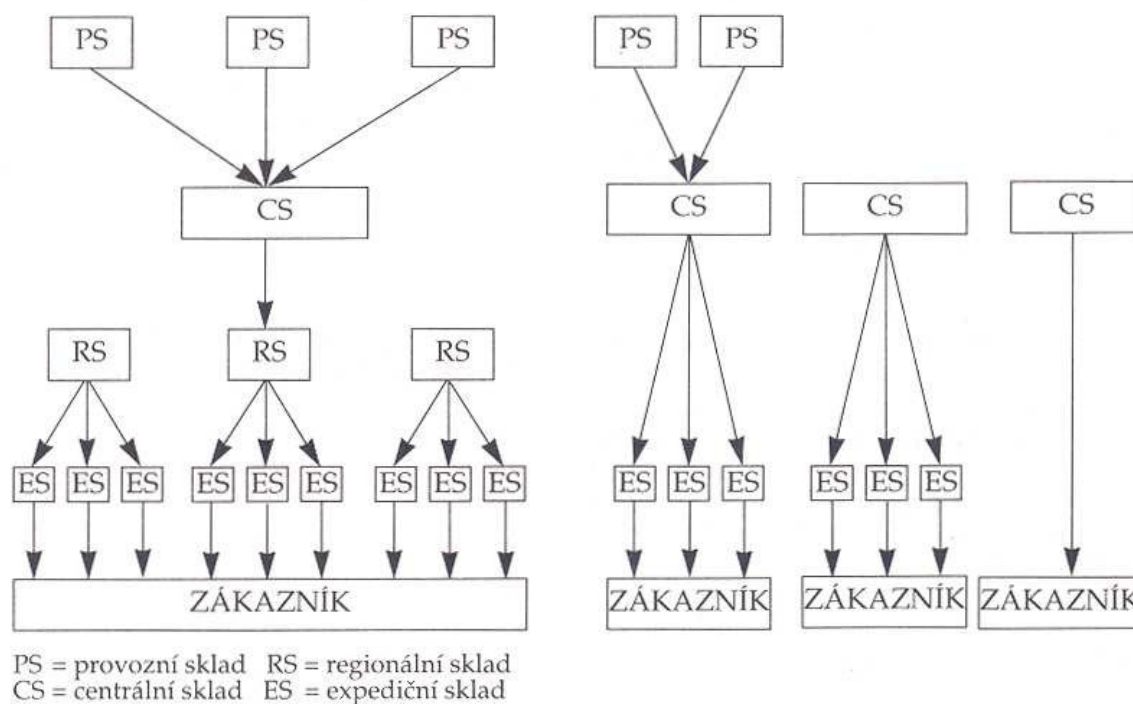 PS PS PS PS PS
CS CS CS CS
RS RS RS
ES ES ES ES ES ES ES ES ES ES ES ES ES ES ES
ZÁKAZNÍK ZÁKAZNÍK ZÁKAZNÍK ZÁKAZNÍK
PS = provozní sklad RS = regionální sklad
CS = centrální sklad ES = expediční sklad